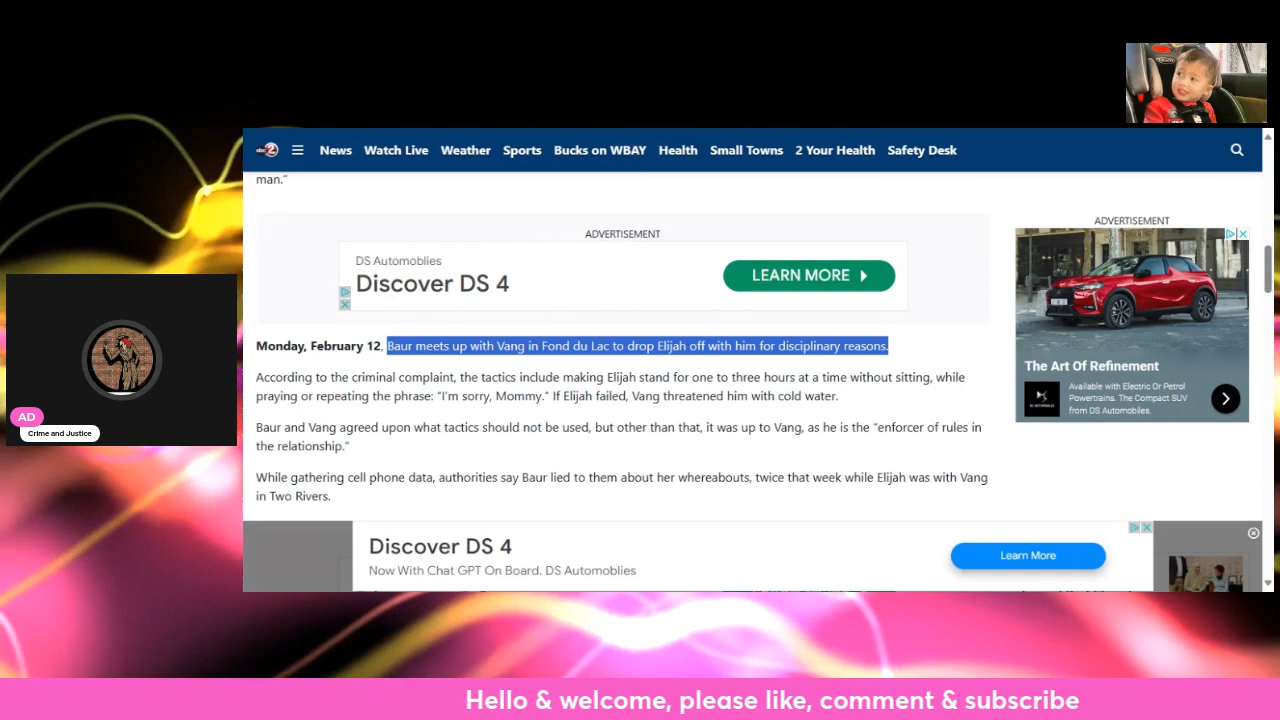 News Watch Live Weather Sports Bucks on WBAY Health Small Towns 2 Your Health Safety Desk
man.”
ADVERTISEMENT
DS Automoblies
Discover DS 4
LEARN MORE
ADVERTISEMENT
The Art Of Refinement
Available with Electric Or Petrol
Powertrains. The Compact SUV
from DS Automobiles.
Monday, February 12, Baur meets up with Vang in Fond du Lac to drop Elijah off with him for disciplinary reasons.
According to the criminal complaint, the tactics include making Elijah stand for one to three hours at a time without sitting, while
praying or repeating the phrase: “I’m sorry, Mommy.” If Elijah failed, Vang threatened him with cold water.
Baur and Vang agreed upon what tactics should not be used, but other than that, it was up to Vang, as he is the “enforcer of rules in
the relationship.”
While gathering cell phone data, authorities say Baur lied to them about her whereabouts, twice that week while Elijah was with Vang
in Two Rivers.
Discover DS 4
Now With Chat GPT On Board. DS Automoblies
Learn More
AD
Crime and Justice
Hello & welcome, please like, comment & subscribe